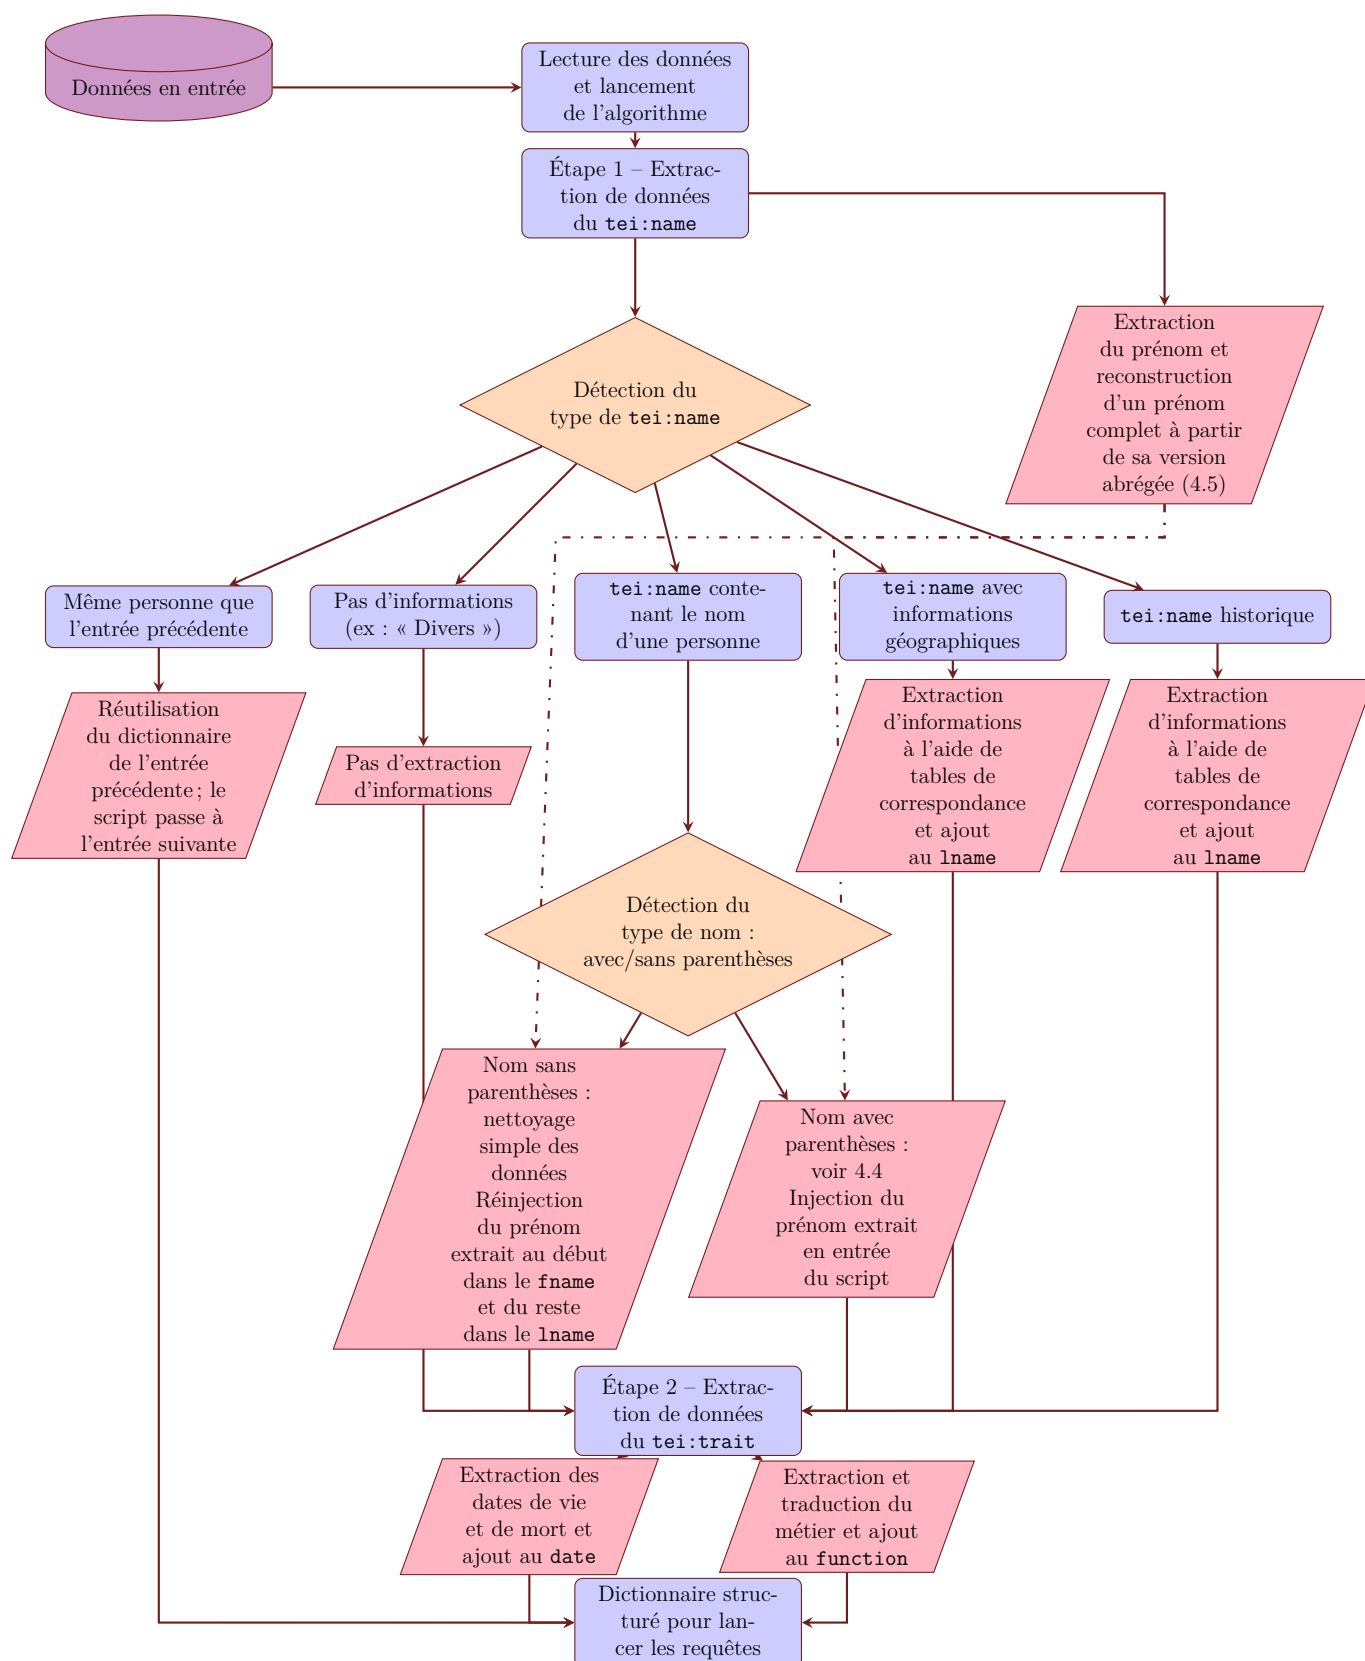 Données en entrée
Lecture des données
et lancement
de l'algorithme
Étape 1 – Extrac-
tion de données
du tei:name
Extraction
du prénom et
reconstruction
d'un prénom
complet à partir
de sa version
abrégée (4.5)
Détection du
type de tei:name
Même personne que
l'entrée précédente
Pas d'informations
(ex : « Divers »)
tei:name conte-
nant le nom
d'une personne
tei:name avec
informations
géographiques
tei:name historique
Réutilisation
du dictionnaire
de l'entrée
précédente ; le
script passe à
l'entrée suivante
Pas d'extraction
d'informations
Extraction
d'informations
à l'aide de
tables de
correspondance
et ajout
au lname
Extraction
d'informations
à l'aide de
tables de
correspondance
et ajout
au lname
Détection du
type de nom :
avec/sans parenthèses
Nom sans
parenthèses :
nettoyage
simple des
données
Réinjection
du prénom
extrait au début
dans le fname
et du reste
dans le lname
Nom avec
parenthèses :
voir 4.4
Injection du
prénom extrait
en entrée
du script
Étape 2 – Extrac-
tion de données
du tei:trait
Extraction des
dates de vie
et de mort et
ajout au date
Extraction et
traduction du
métier et ajout
au function
Dictionnaire struc-
turé pour lan-
cer les requêtes